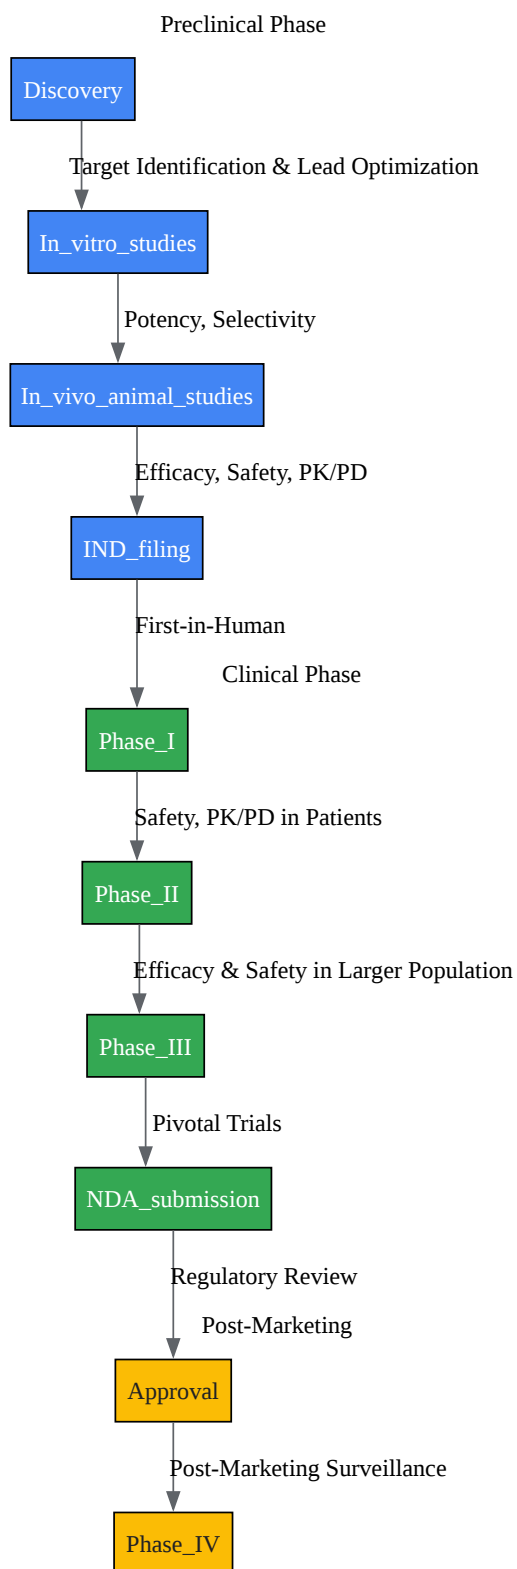 Preclinical Phase
Discovery
Target Identification & Lead Optimization
In_vitro_studies
Potency, Selectivity
In_vivo_animal_studies
Efficacy, Safety, PK/PD
IND_filing
First-in-Human
Clinical Phase
Phase_I
Safety, PK/PD in Patients
Phase_II
Efficacy & Safety in Larger Population
Phase_III
Pivotal Trials
NDA_submission
Regulatory Review
Post-Marketing
Approval
Post-Marketing Surveillance
Phase_IV